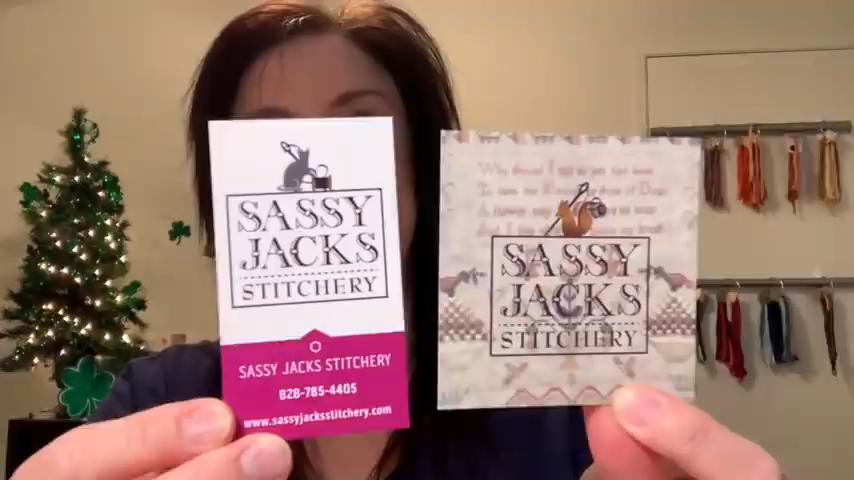 SASSY
JACKS
STITCHERY
SASSY JACKS STITCHERY
828-785-4405
www.sassyjacksstitchery.com
SASSY
JACKS
STITCHERY